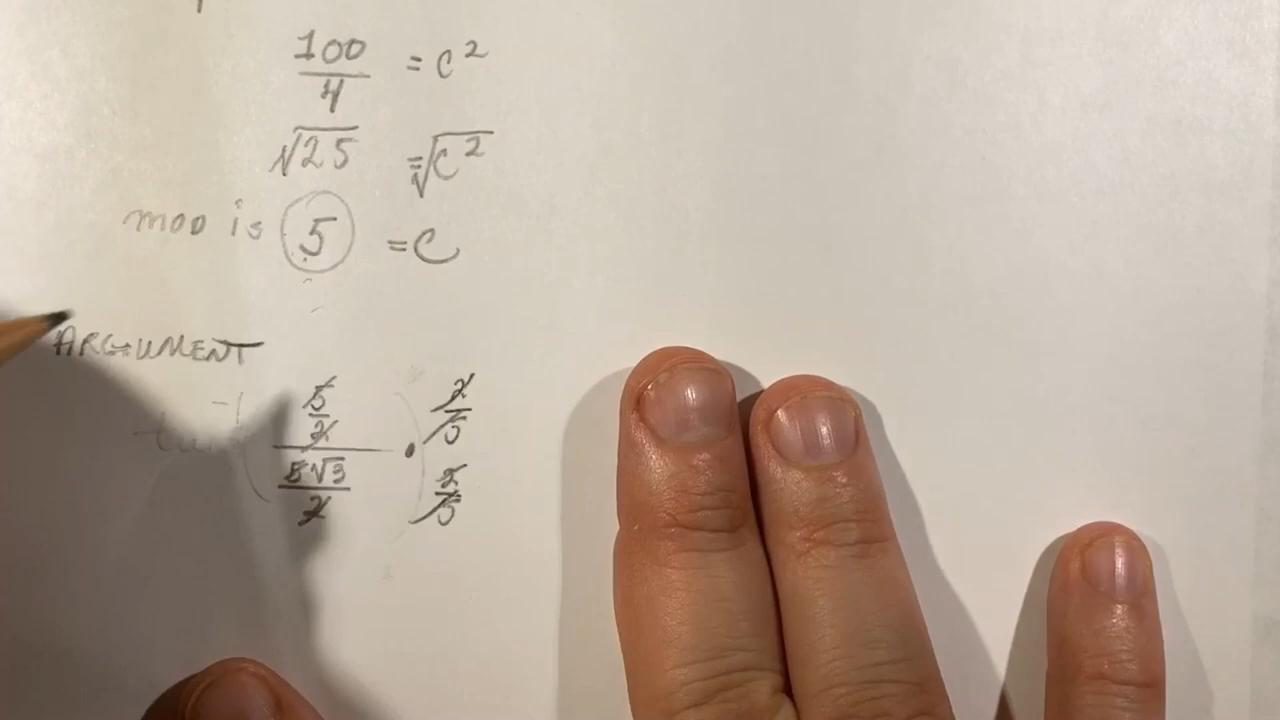 100/4 = c²
√25 = √c²
mod is 5 = c
ARGUMENT
tan⁻¹( (5/2)/(5√3/2) ) · (2/5)/(2/5)